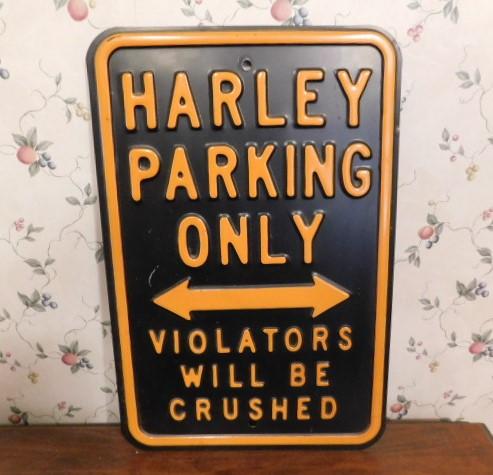 HARLEY
PARKING
ONLY
VIOLATORS
WILL BE
CRUSHED